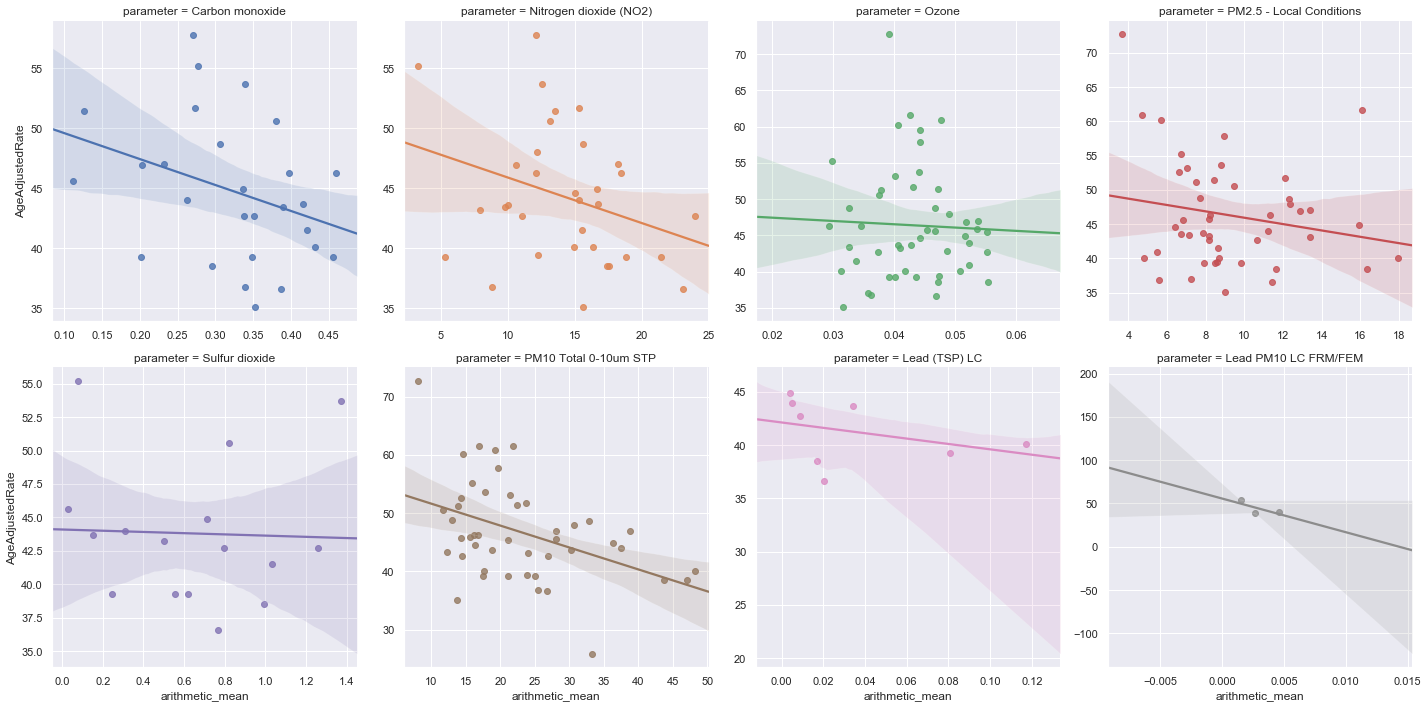 parameter = Carbon monoxide
parameter = Nitrogen dioxide (NO2)
parameter = Ozone
parameter = PM2.5 - Local Conditions
AgeAdjustedRate
55
50
45
40
35
0.10 0.15 0.20 0.25 0.30 0.35 0.40 0.45
55
50
45
40
35
5 10 15 20 25
70
65
60
55
50
45
40
35
0.02 0.03 0.04 0.05 0.06
70
65
60
55
50
45
40
35
4 6 8 10 12 14 16 18
parameter = Sulfur dioxide
parameter = PM10 Total 0-10um STP
parameter = Lead (TSP) LC
parameter = Lead PM10 LC FRM/FEM
AgeAdjustedRate
55.0
52.5
50.0
47.5
45.0
42.5
40.0
37.5
35.0
0.0 0.2 0.4 0.6 0.8 1.0 1.2 1.4
arithmetic_mean
70
60
50
40
30
10 15 20 25 30 35 40 45 50
arithmetic_mean
45
40
35
30
25
20
0.00 0.02 0.04 0.06 0.08 0.10 0.12
arithmetic_mean
200
150
100
50
0
−50
−100
−0.005 0.000 0.005 0.010 0.015
arithmetic_mean